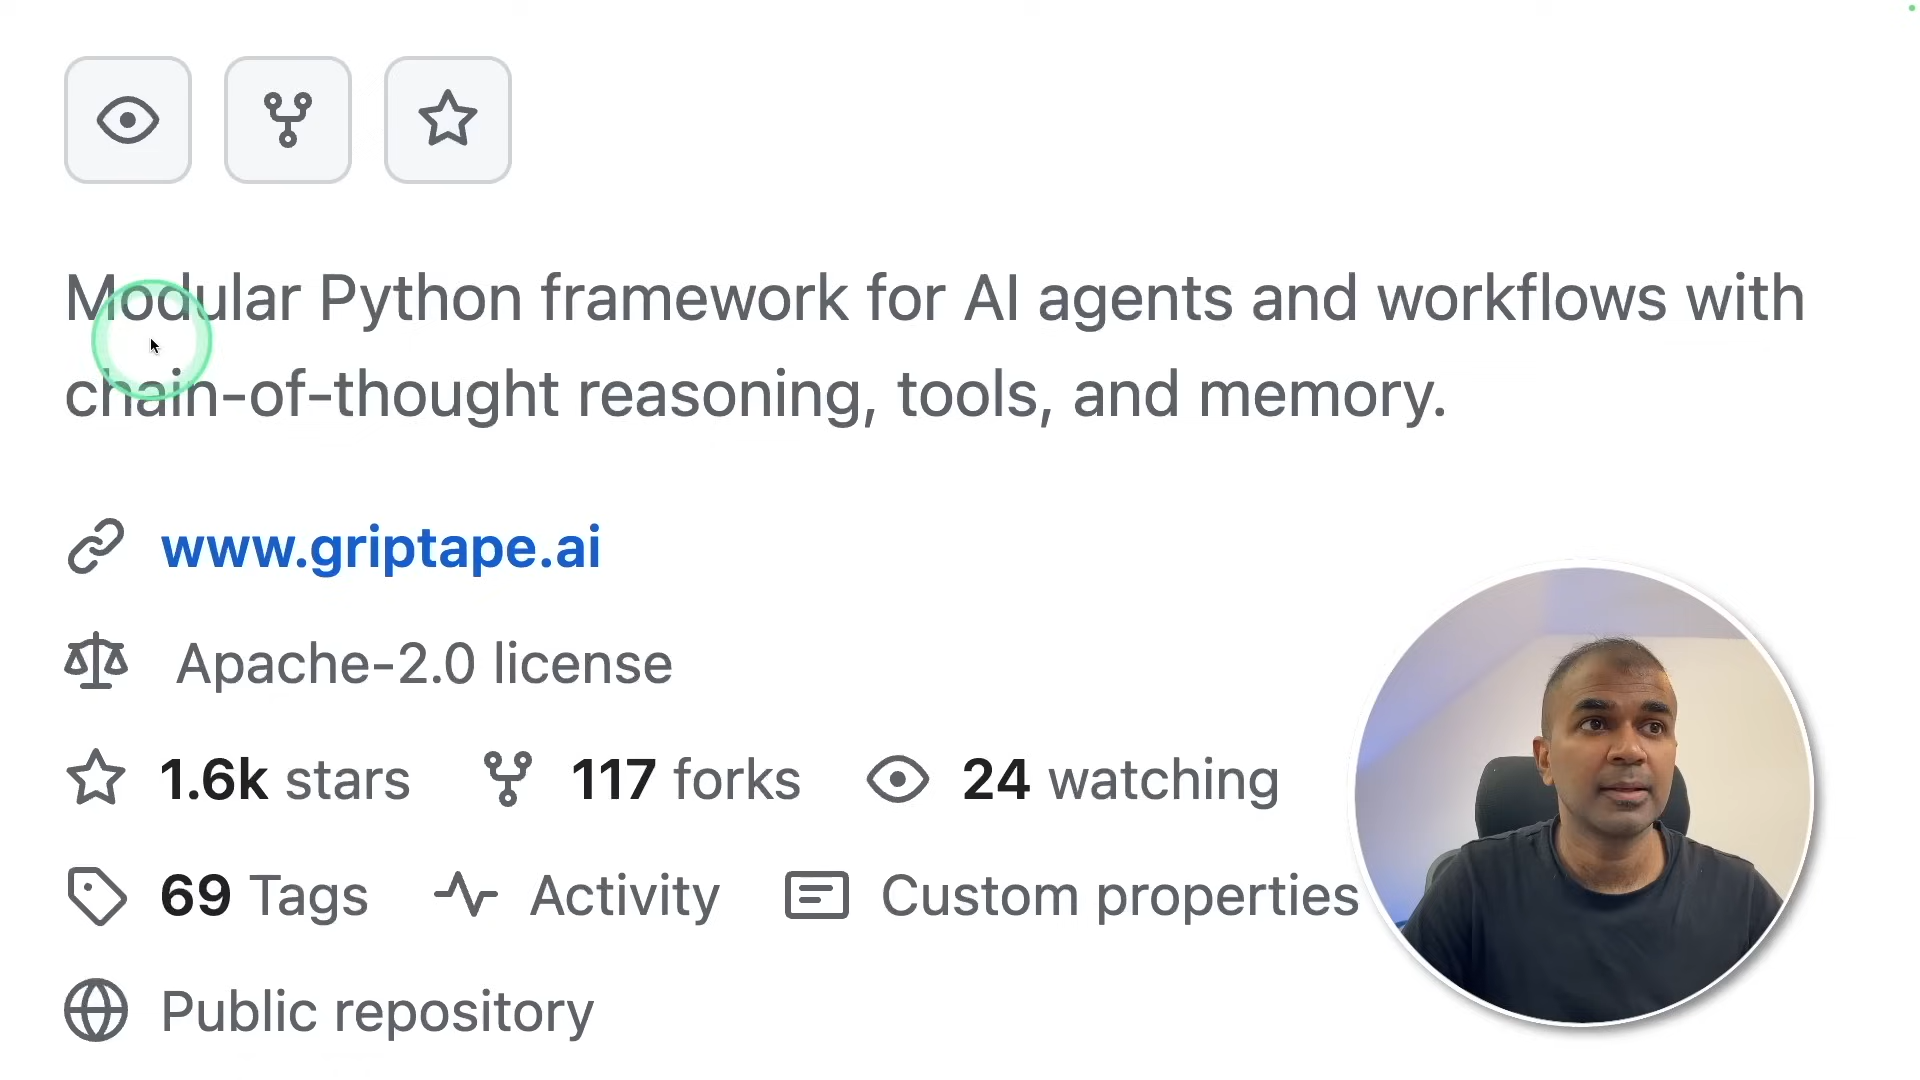 Modular Python framework for AI agents and workflows with
chain-of-thought reasoning, tools, and memory.
www.griptape.ai
Apache-2.0 license
1.6k stars 117 forks 24 watching
69 Tags Activity Custom properties
Public repository